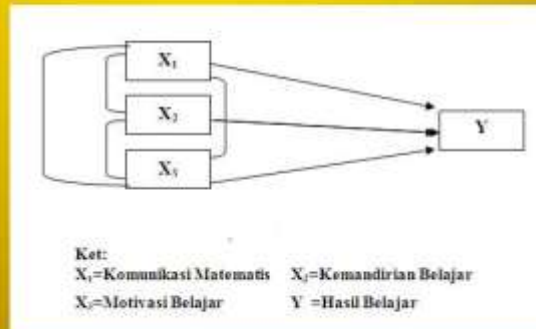 X₁
X₂
X₃
Y
Ket:
X₁=Komunikasi Matematis X₂=Kemandirian Belajar
X₃=Motivasi Belajar Y =Hasil Belajar